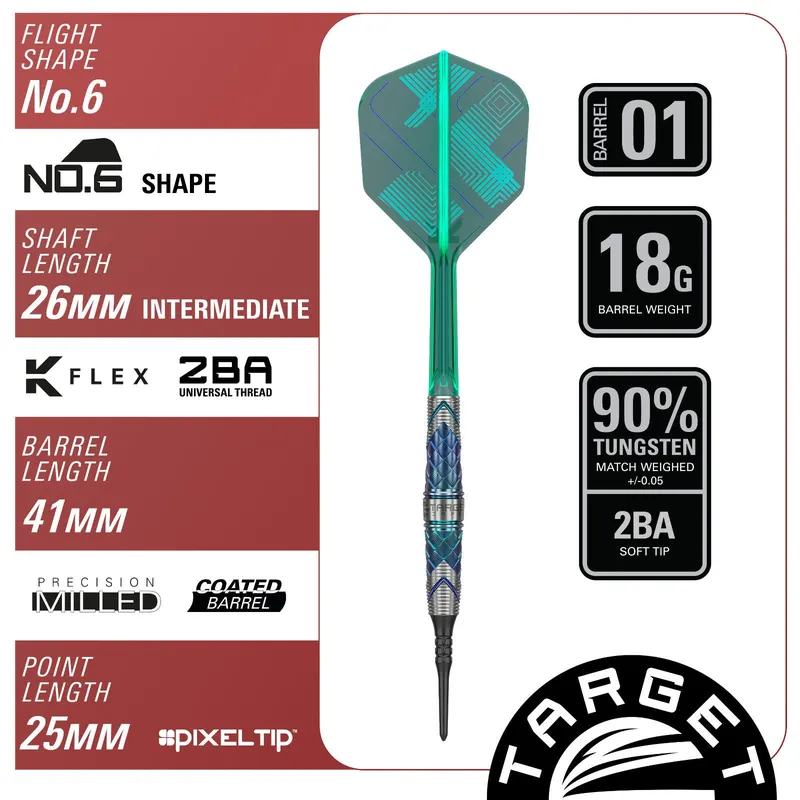 FLIGHT
SHAPE
No.6
NO.6 SHAPE
SHAFT
LENGTH
26MM INTERMEDIATE
K FLEX 2BA
UNIVERSAL THREAD
BARREL
LENGTH
41MM
PRECISION
MILLED
COATED
BARREL
POINT
LENGTH
25MM PIXELTIP™
BARREL 01
18G
BARREL WEIGHT
90%
TUNGSTEN
MATCH WEIGHED
+/-0.05
2BA
SOFT TIP
TARGET
TARGET